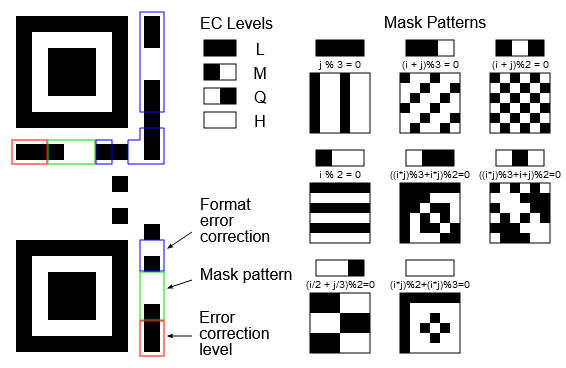 EC Levels
L
M
Q
H
Mask Patterns
j % 3 = 0
(i + j)%3 = 0
(i + j)%2 = 0
i % 2 = 0
((i*j)%3+i*j)%2=0
((i*j)%3+i+j)%2=0
(i/2 + j/3)%2=0
(i*j)%2+(i*j)%3=0
Format
error
correction
Mask pattern
Error
correction
level